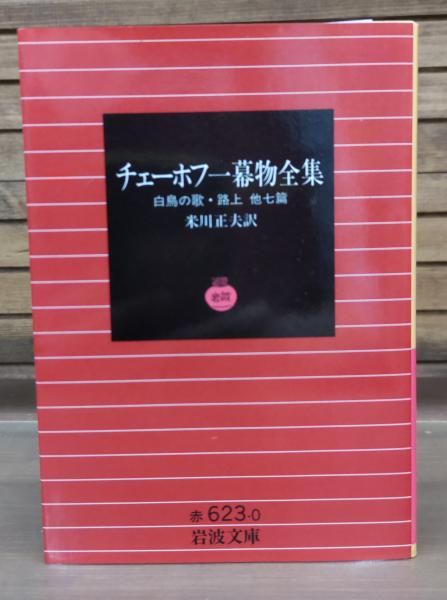 チェーホフ一幕物全集
白鳥の歌・路上 他七篇
米川正夫訳
岩波
赤 623-0
岩波文庫